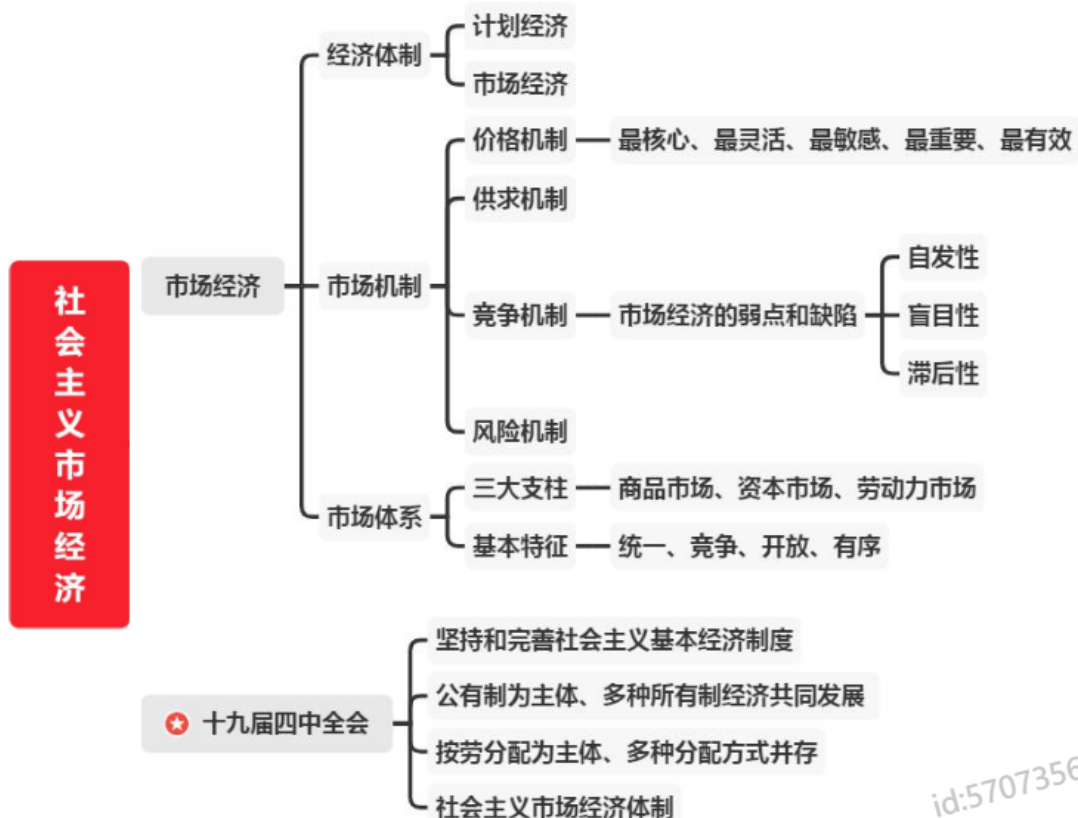 社会主义市场经济
市场经济
经济体制
计划经济
市场经济
市场机制
价格机制
最核心、最灵活、最敏感、最重要、最有效
供求机制
竞争机制
市场经济的弱点和缺陷
自发性
盲目性
滞后性
风险机制
市场体系
三大支柱
商品市场、资本市场、劳动力市场
基本特征
统一、竞争、开放、有序
十九届四中全会
坚持和完善社会主义基本经济制度
公有制为主体、多种所有制经济共同发展
按劳分配为主体、多种分配方式并存
社会主义市场经济体制
id:5707356